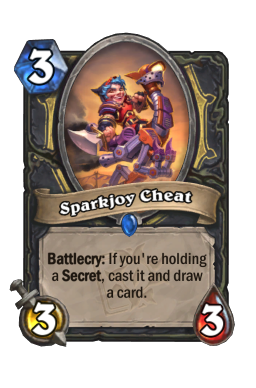 3
Sparkjoy Cheat
Battlecry: If you're holding
a Secret, cast it and draw
a card.
3
3